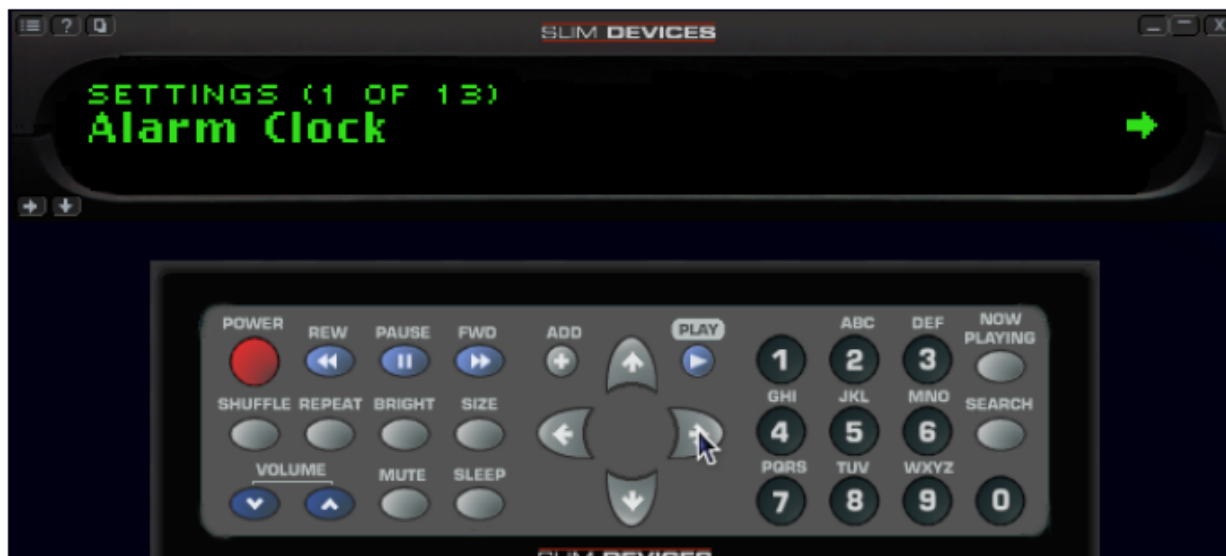 SLIM DEVICES
SETTINGS (1 OF 13)
Alarm Clock
POWER REW PAUSE FWD ADD PLAY ABC DEF NOW PLAYING
1 2 3
SHUFFLE REPEAT BRIGHT SIZE GHI JKL MNO SEARCH
4 5 6
VOLUME MUTE SLEEP PQRS TUV WXYZ
7 8 9 0
SLIM DEVICES